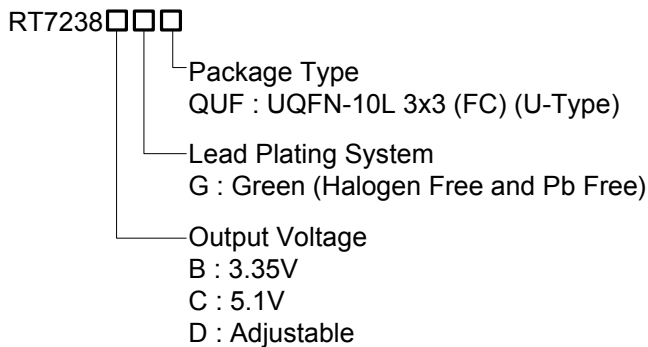 RT7238□□□
Package Type
QUF : UQFN-10L 3x3 (FC) (U-Type)
Lead Plating System
G : Green (Halogen Free and Pb Free)
Output Voltage
B : 3.35V
C : 5.1V
D : Adjustable